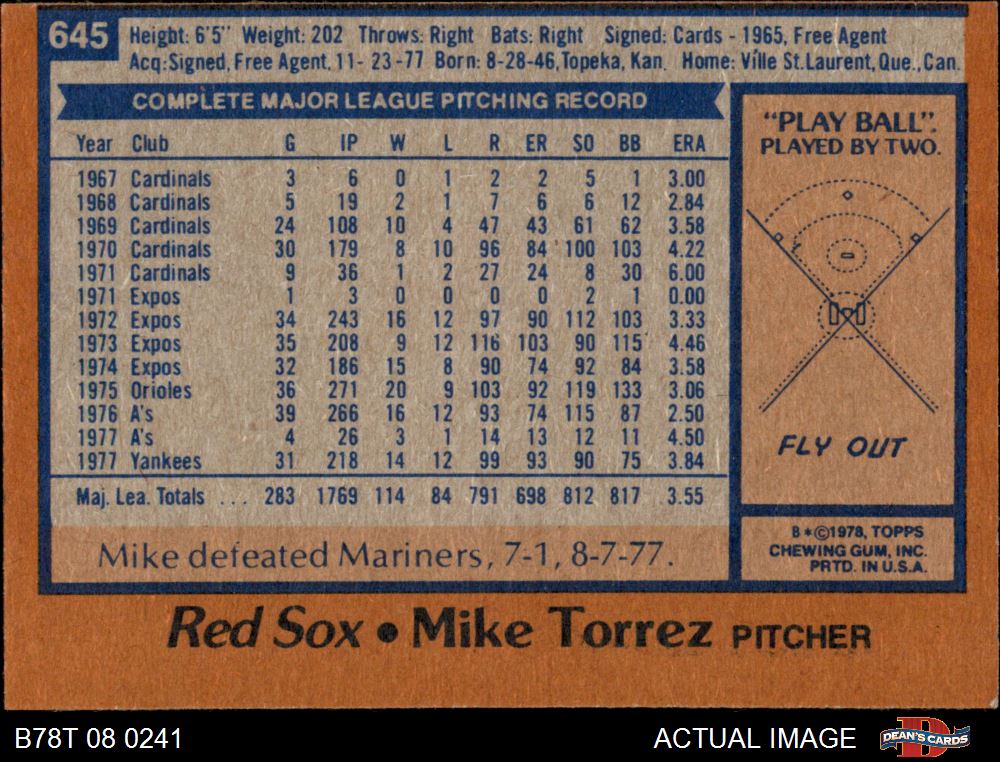 645
Height: 6'5" Weight: 202 Throws: Right Bats: Right Signed: Cards - 1965, Free Agent
Acq:Signed, Free Agent, 11- 23-77 Born: 8-28-46,Topeka, Kan. Home: Ville St.Laurent,Que.,Can.
COMPLETE MAJOR LEAGUE PITCHING RECORD
Year Club G IP W L R ER SO BB ERA
1967 Cardinals 3 6 0 1 2 2 5 1 3.00
1968 Cardinals 5 19 2 1 7 6 6 12 2.84
1969 Cardinals 24 108 10 4 47 43 61 62 3.58
1970 Cardinals 30 179 8 10 96 84 100 103 4.22
1971 Cardinals 9 36 1 2 27 24 8 30 6.00
1971 Expos 1 3 0 0 0 0 2 1 0.00
1972 Expos 34 243 16 12 97 90 112 103 3.33
1973 Expos 35 208 9 12 116 103 90 115 4.46
1974 Expos 32 186 15 8 90 74 92 84 3.58
1975 Orioles 36 271 20 9 103 92 119 133 3.06
1976 A's 39 266 16 12 93 74 115 87 2.50
1977 A's 4 26 3 1 14 13 12 11 4.50
1977 Yankees 31 218 14 12 99 93 90 75 3.84
Maj. Lea. Totals ... 283 1769 114 84 791 698 812 817 3.55
Mike defeated Mariners, 7-1, 8-7-77.
"PLAY BALL".
PLAYED BY TWO.
FLY OUT
B*©1978, TOPPS
CHEWING GUM, INC.
PRTD. IN U.S.A.
Red Sox • Mike Torrez PITCHER
B78T 08 0241
ACTUAL IMAGE
D
DEAN'S CARDS